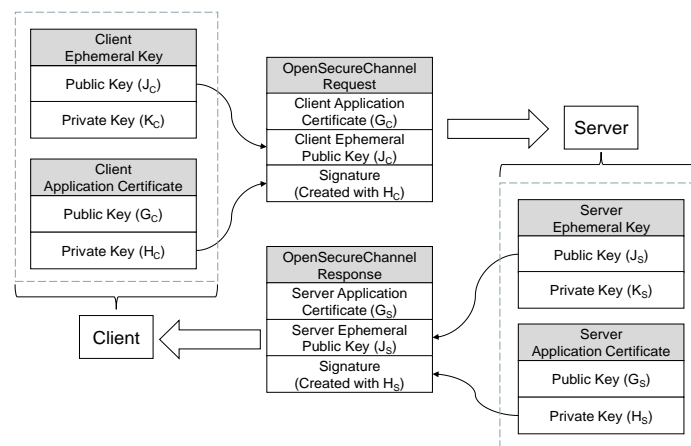 Client
Ephemeral Key
Public Key (J_C)
Private Key (K_C)
Client
Application Certificate
Public Key (G_C)
Private Key (H_C)
Client
OpenSecureChannel
Request
Client Application
Certificate (G_C)
Client Ephemeral
Public Key (J_C)
Signature
(Created with H_C)
OpenSecureChannel
Response
Server Application
Certificate (G_S)
Server Ephemeral
Public Key (J_S)
Signature
(Created with H_S)
Server
Server
Ephemeral Key
Public Key (J_S)
Private Key (K_S)
Server
Application Certificate
Public Key (G_S)
Private Key (H_S)